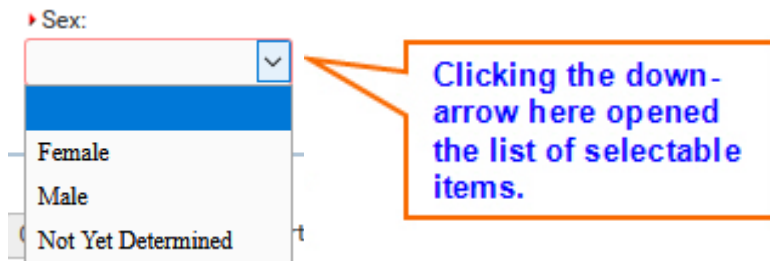 Sex:
Clicking the down-
arrow here opened
the list of selectable
items.
Female
Male
Not Yet Determined